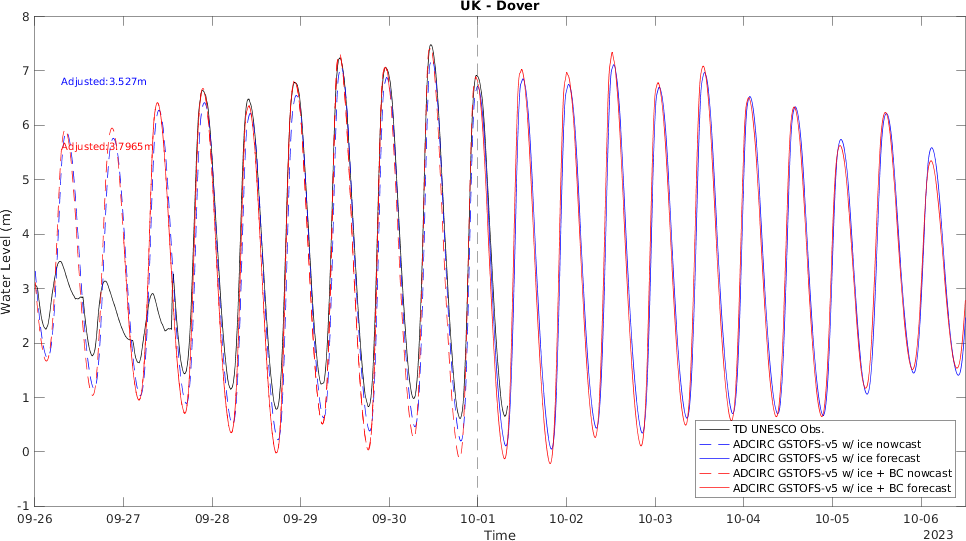 UK - Dover
8
7
6
5
4
3
2
1
0
-1
Water Level (m)
Adjusted:3.527m
Adjusted:3.7965m
TD UNESCO Obs.
ADCIRC GSTOFS-v5 w/ ice nowcast
ADCIRC GSTOFS-v5 w/ ice forecast
ADCIRC GSTOFS-v5 w/ ice + BC nowcast
ADCIRC GSTOFS-v5 w/ ice + BC forecast
09-26 09-27 09-28 09-29 09-30 10-01 10-02 10-03 10-04 10-05 10-06
Time
2023